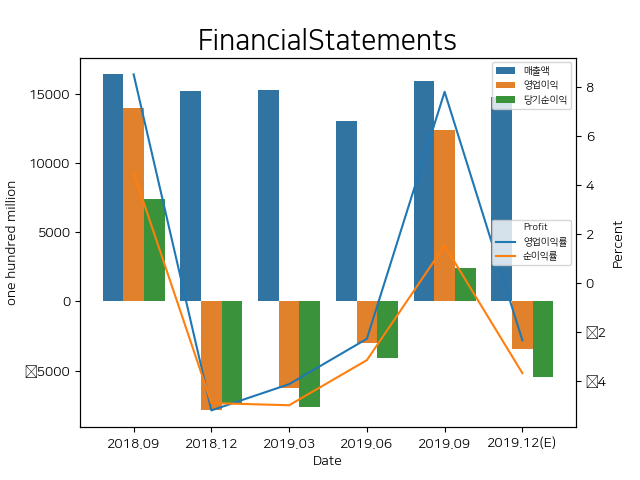 FinancialStatements
매출액
영업이익
당기순이익
15000
10000
5000
0
5000
one hundred million
8
6
4
2
0
2
4
Percent
Profit
영업이익률
순이익률
2018.09
2018.12
2019.03
2019.06
2019.09
2019.12(E)
Date